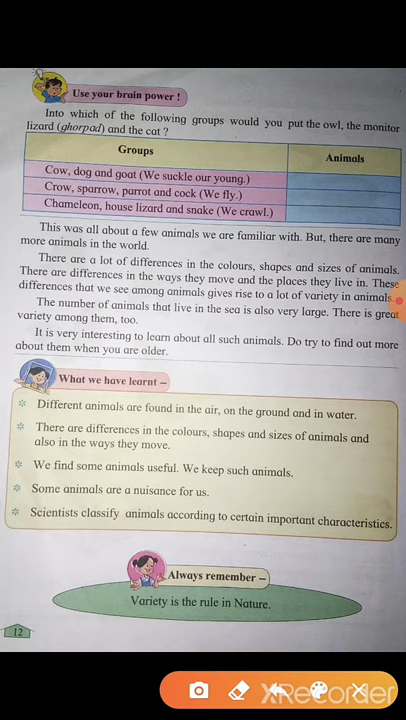 Use your brain power !
Into which of the following groups would you put the owl, the monitor
lizard (ghorpad) and the cat ?
Groups
Animals
Cow, dog and goat (We suckle our young.)
Crow, sparrow, parrot and cock (We fly.)
Chameleon, house lizard and snake (We crawl.)
This was all about a few animals we are familiar with. But, there are many
more animals in the world.
There are a lot of differences in the colours, shapes and sizes of animals.
There are differences in the ways they move and the places they live in. These
differences that we see among animals gives rise to a lot of variety in animals.
The number of animals that live in the sea is also very large. There is great
variety among them, too.
It is very interesting to learn about all such animals. Do try to find out more
about them when you are older.
What we have learnt –
Different animals are found in the air, on the ground and in water.
There are differences in the colours, shapes and sizes of animals and
also in the ways they move.
We find some animals useful. We keep such animals.
Some animals are a nuisance for us.
Scientists classify animals according to certain important characteristics.
Always remember –
Variety is the rule in Nature.
12
XRecorder